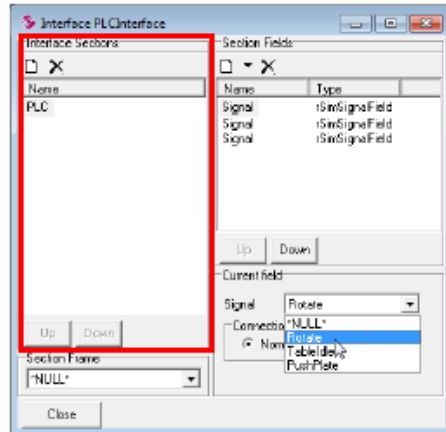 Interface PLCInterface
Interface Sections
Name
PLC
Up
Down
Section Frame
*NULL*
Close
Section Fields
Name Type
Signal rSimSignalField
Signal rSimSignalField
Signal rSimSignalField
Up
Down
Current field
Signal
Rotate
*NULL*
Rotate
TableIdle
PushPlate